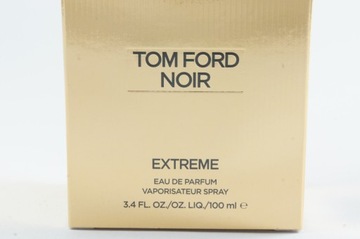 TOM FORD
NOIR
EXTREME
EAU DE PARFUM
VAPORISATEUR SPRAY
3.4 FL. OZ./OZ. LIQ./100 ml ℮